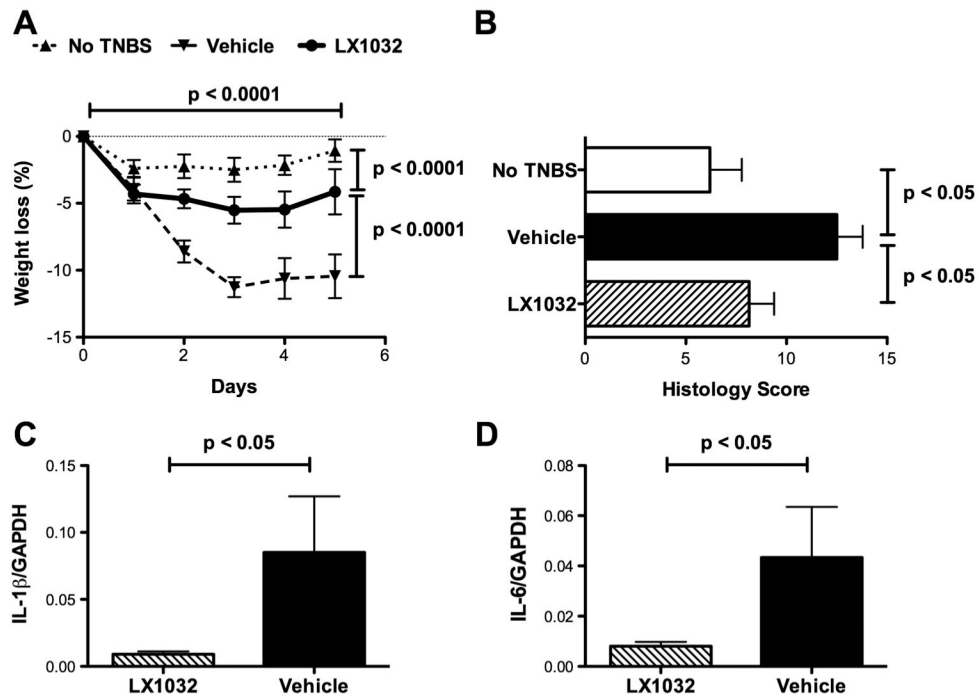 A
B
No TNBS Vehicle LX1032
p < 0.0001
0
-5
-10
-15
Weight loss (%)
p < 0.0001
p < 0.0001
0 2 4 6
Days
No TNBS
Vehicle
LX1032
p < 0.05
p < 0.05
0 5 10 15
Histology Score
C
p < 0.05
0.15
0.10
0.05
0.00
IL-1β/GAPDH
LX1032 Vehicle
D
p < 0.05
0.08
0.06
0.04
0.02
0.00
IL-6/GAPDH
LX1032 Vehicle